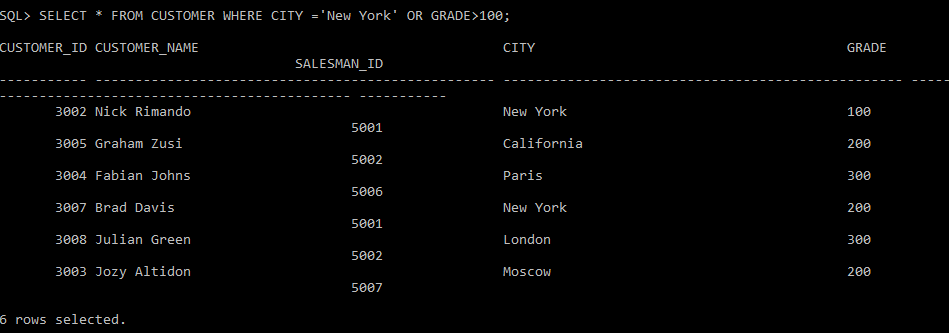 SQL> SELECT * FROM CUSTOMER WHERE CITY ='New York' OR GRADE>100;
CUSTOMER_ID CUSTOMER_NAME CITY GRADE
SALESMAN_ID
----------- -------------------------------------------------- -------------------------------------------------- -----
-------------------------------------------- -----------
3002 Nick Rimando New York 100
5001
3005 Graham Zusi California 200
5002
3004 Fabian Johns Paris 300
5006
3007 Brad Davis New York 200
5001
3008 Julian Green London 300
5002
3003 Jozy Altidon Moscow 200
5007
6 rows selected.